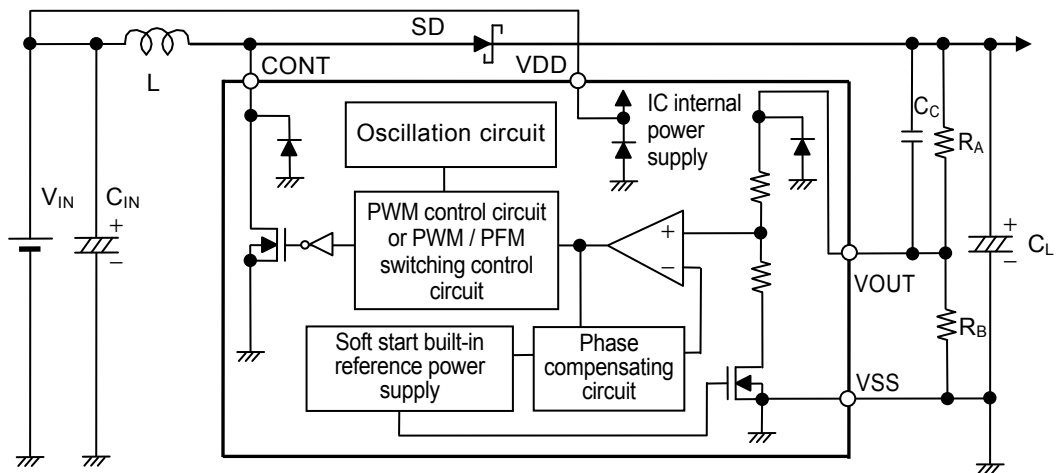 SD
CONT
VDD
L
IC internal
power
supply
C_C
R_A
Oscillation circuit
V_IN
C_IN
+
−
PWM control circuit
or PWM / PFM
switching control
circuit
+
−
VOUT
+
−
C_L
R_B
Soft start built-in
reference power
supply
Phase
compensating
circuit
VSS